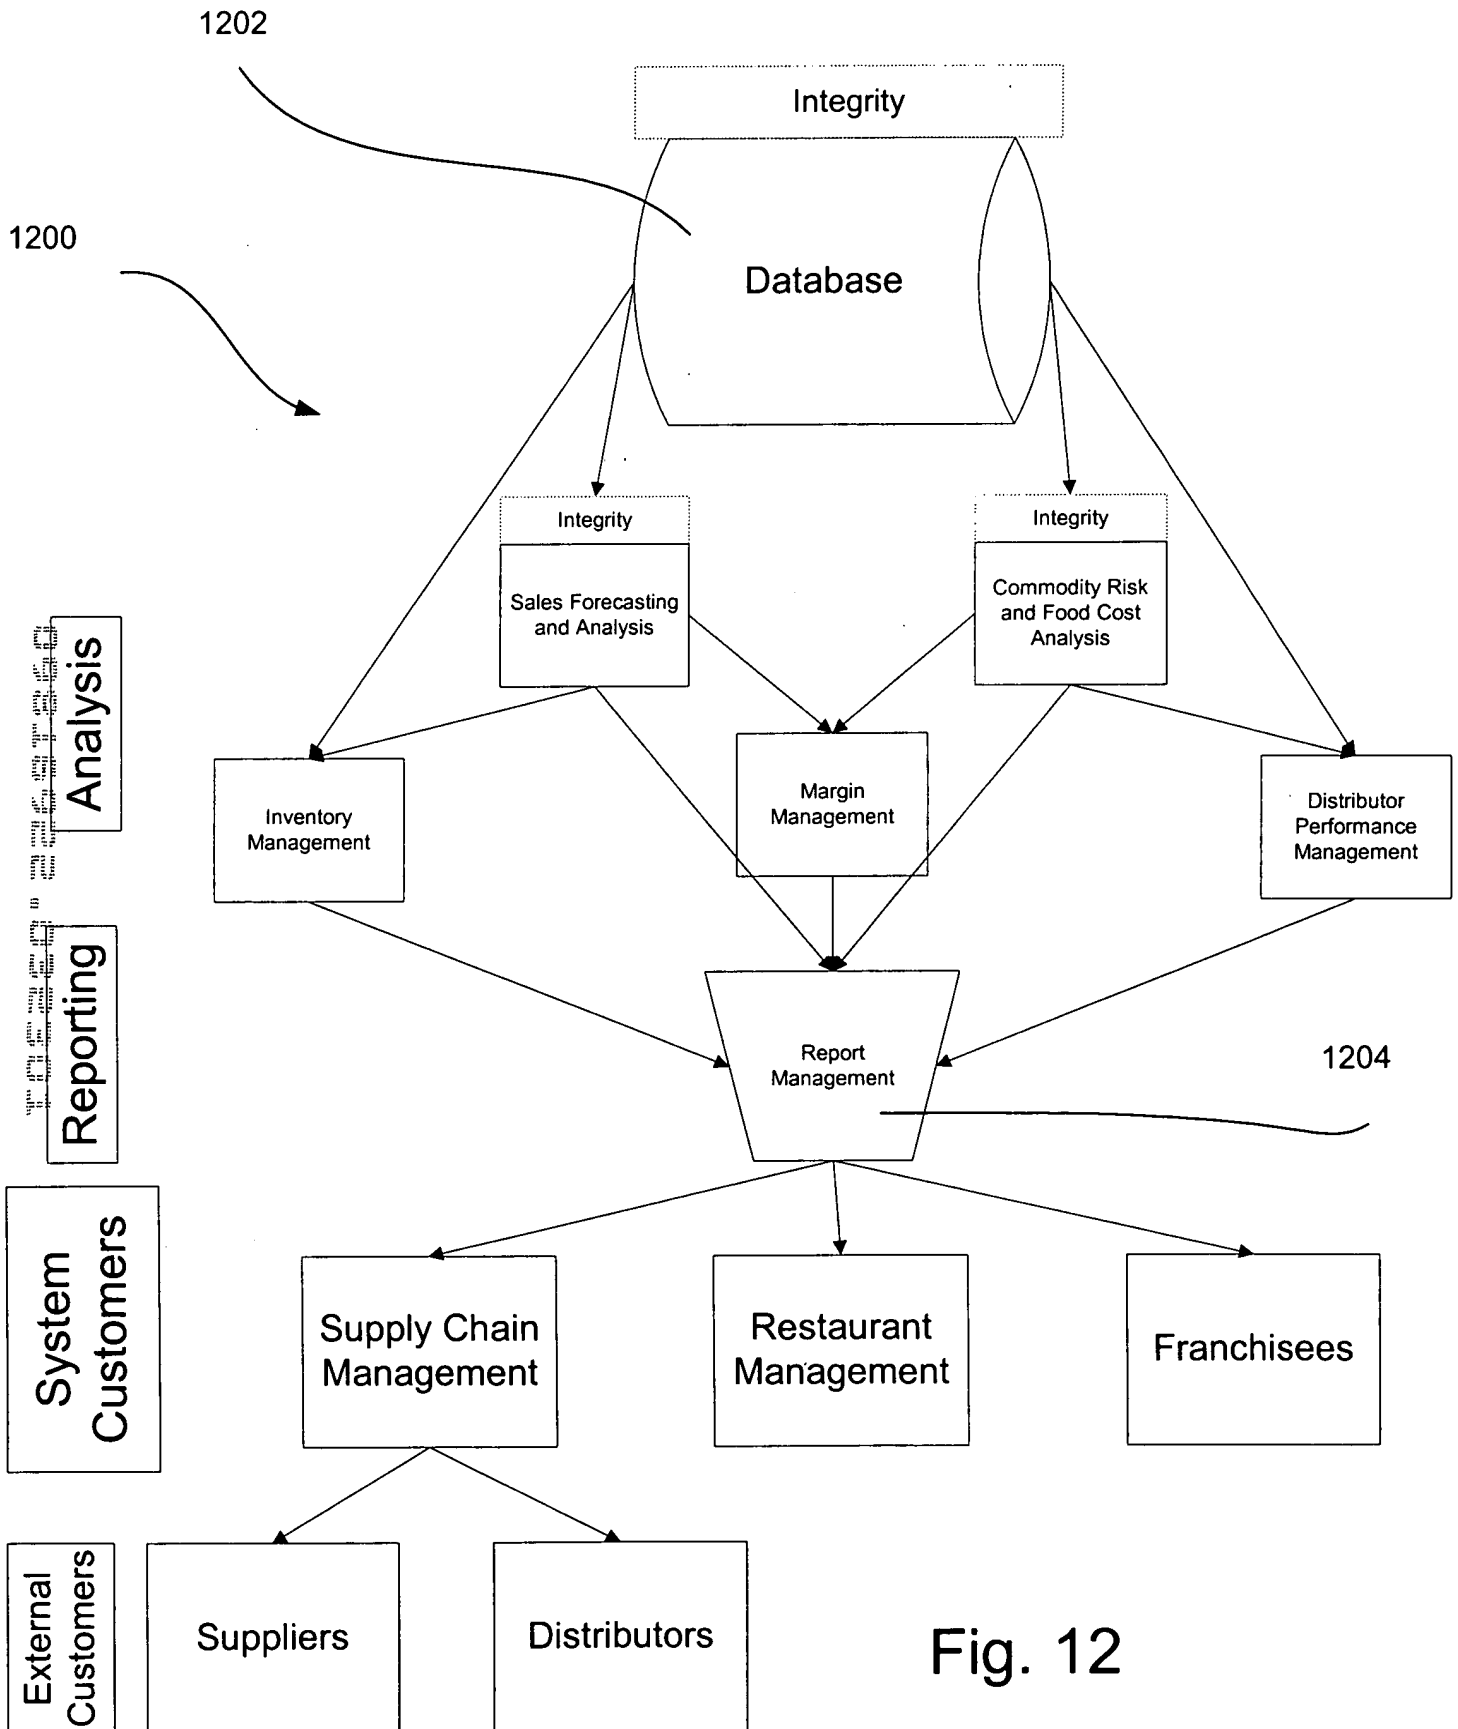 1202
Integrity
1200
Database
Integrity
Integrity
Sales Forecasting
and Analysis
Commodity Risk
and Food Cost
Analysis
Analysis
Inventory
Management
Margin
Management
Distributor
Performance
Management
Reporting
Report
Management
1204
System
Customers
Supply Chain
Management
Restaurant
Management
Franchisees
External
Customers
Suppliers
Distributors
Fig. 12